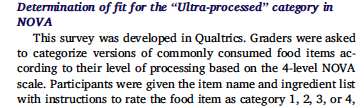 Determination of fit for the “Ultra-processed” category in
NOVA
This survey was developed in Qualtrics. Graders were asked
to categorize versions of commonly consumed food items ac-
cording to their level of processing based on the 4-level NOVA
scale. Participants were given the item name and ingredient list
with instructions to rate the food item as category 1, 2, 3, or 4,